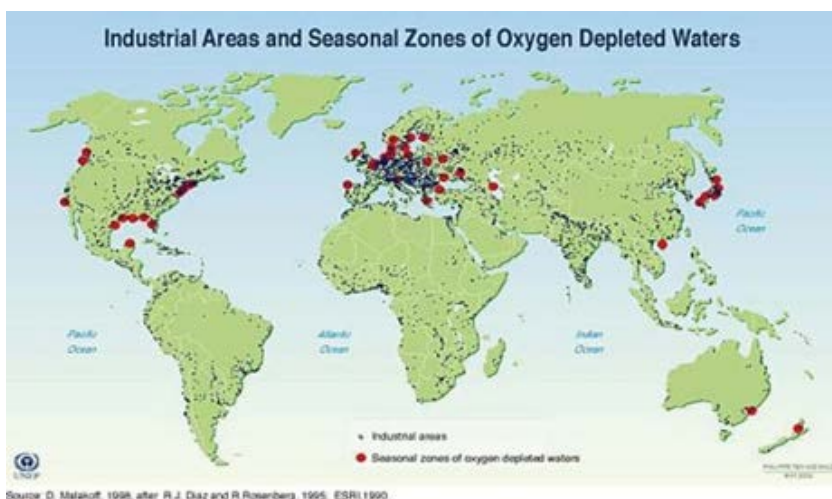 Industrial Areas and Seasonal Zones of Oxygen Depleted Waters
Pacific
Ocean
Pacific
Ocean
Atlantic
Ocean
Indian
Ocean
Industrial areas
Seasonal zones of oxygen depleted waters
UNEP
Source: D. Malakoff, 1998, after R.J. Diaz and R.Rosenberg, 1995; ESRI,1990.